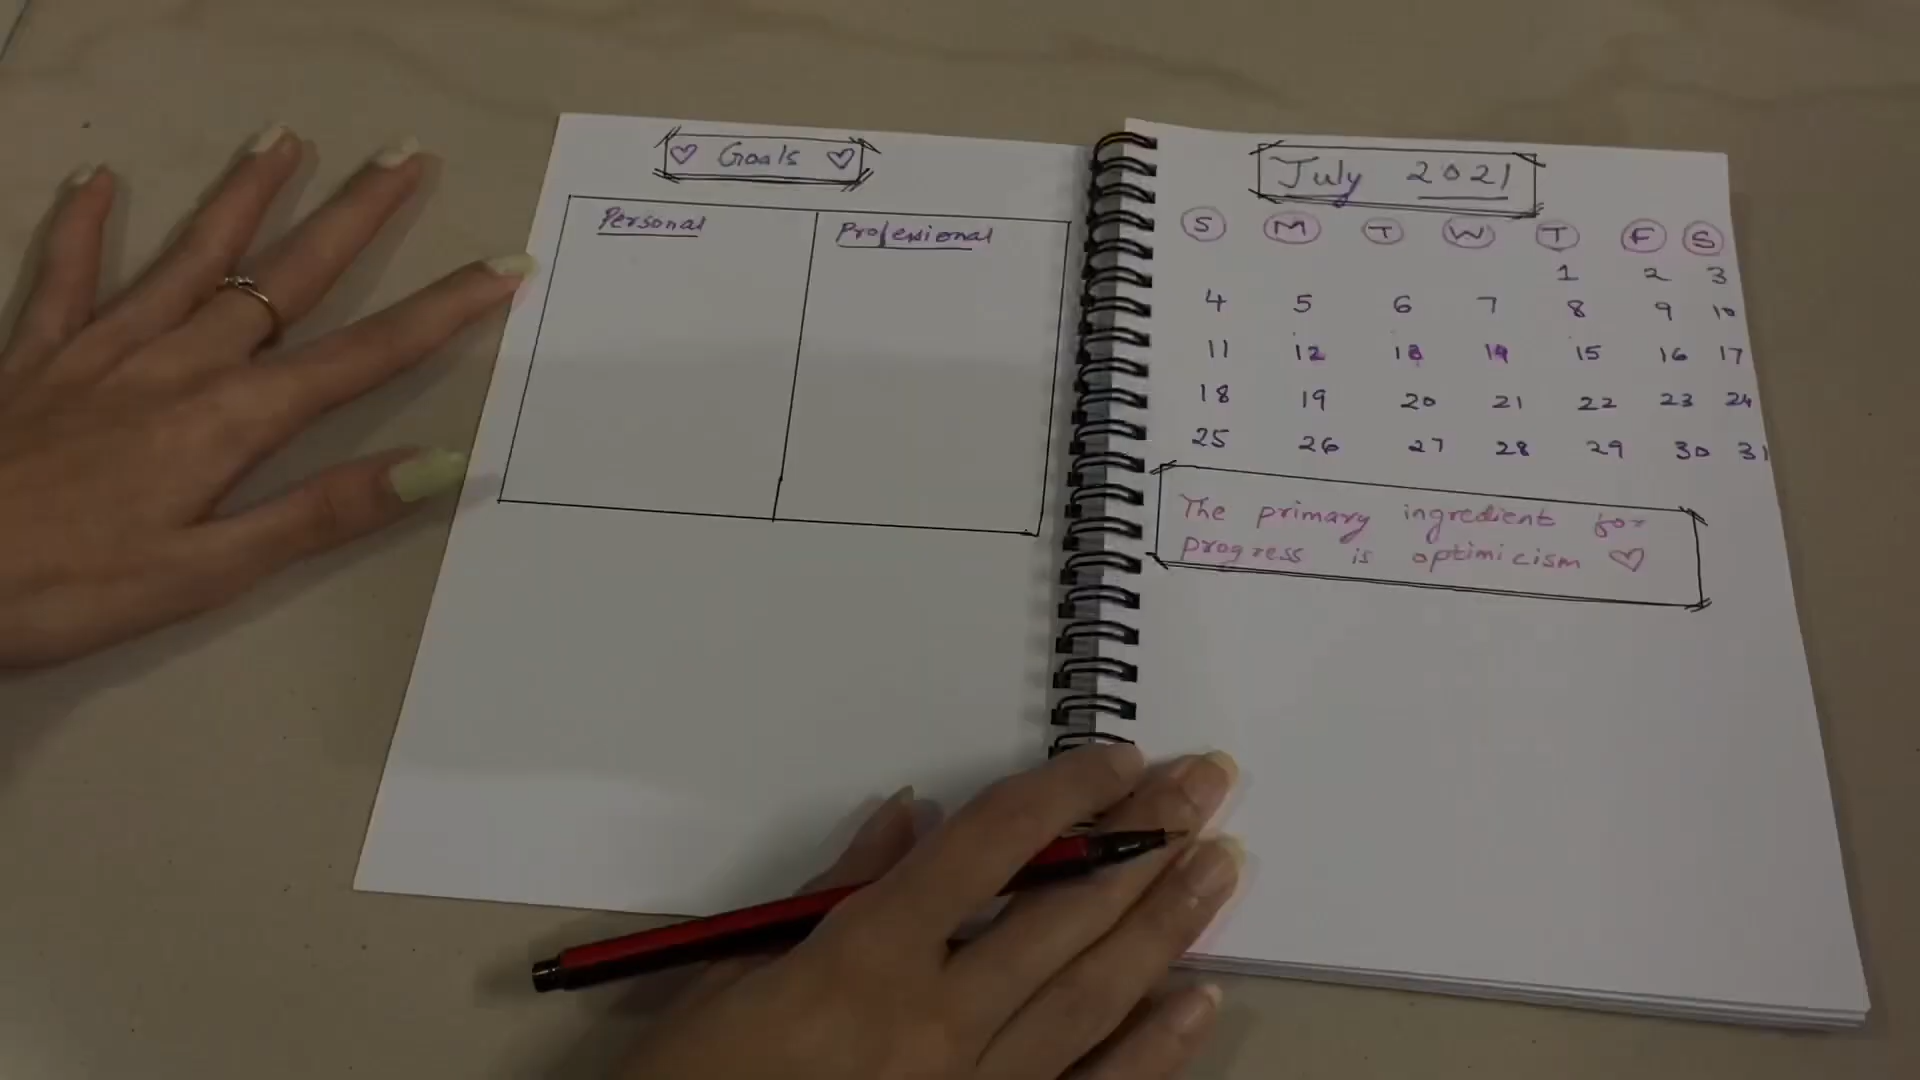 ♡ Goals ♡
Personal Professional
July 2021
S M T W T F S
1 2 3
4 5 6 7 8 9 10
11 12 13 14 15 16 17
18 19 20 21 22 23 24
25 26 27 28 29 30 31
The primary ingredient for
progress is optimicism ♡